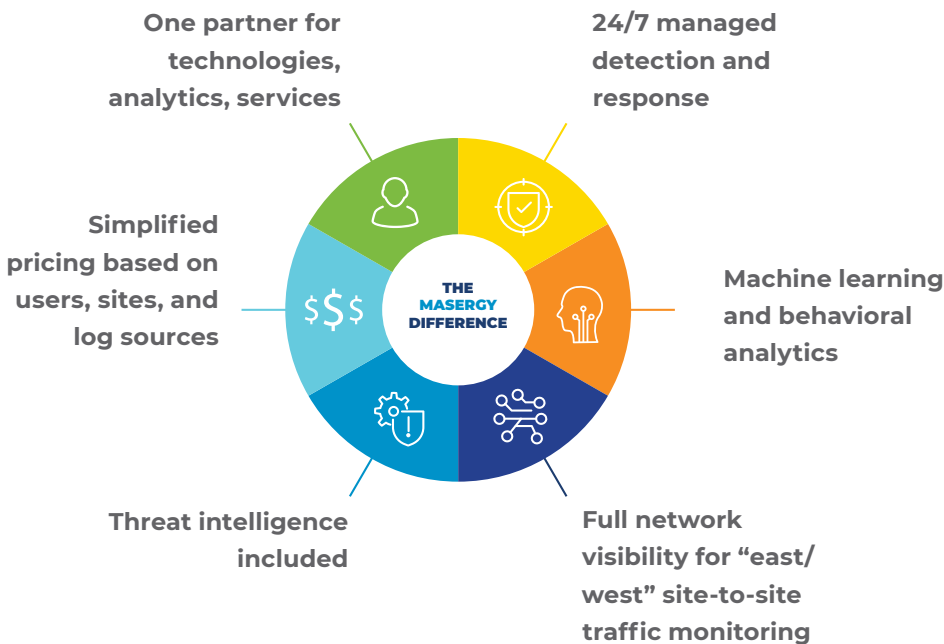 One partner for
technologies,
analytics, services
24/7 managed
detection and
response
Simplified
pricing based on
users, sites, and
log sources
$$$
THE
MASERGY
DIFFERENCE
Machine learning
and behavioral
analytics
Threat intelligence
included
Full network
visibility for “east/
west” site-to-site
traffic monitoring